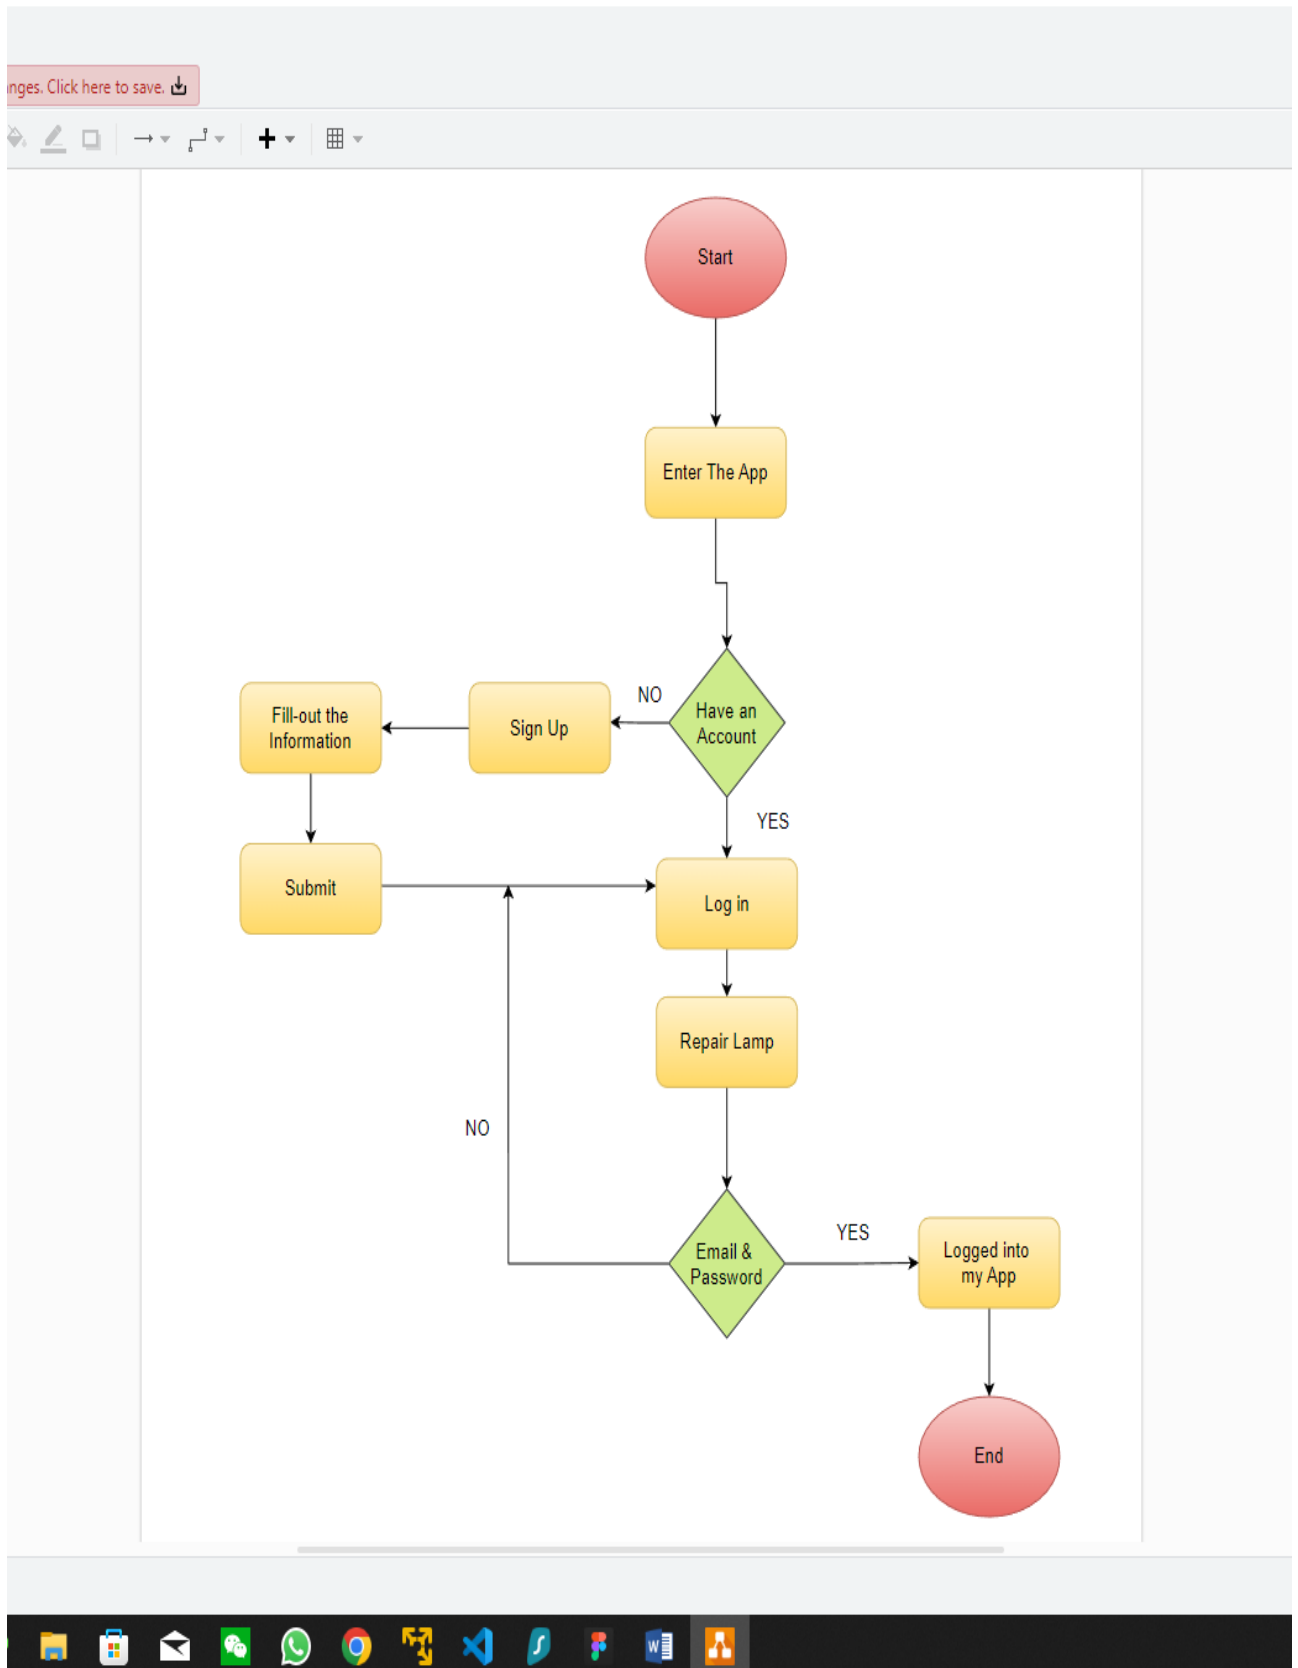 nges. Click here to save.
Start
Enter The App
NO
Have an
Account
Sign Up
Fill-out the
Information
YES
Submit
Log in
Repair Lamp
NO
Email &
Password
YES
Logged into
my App
End